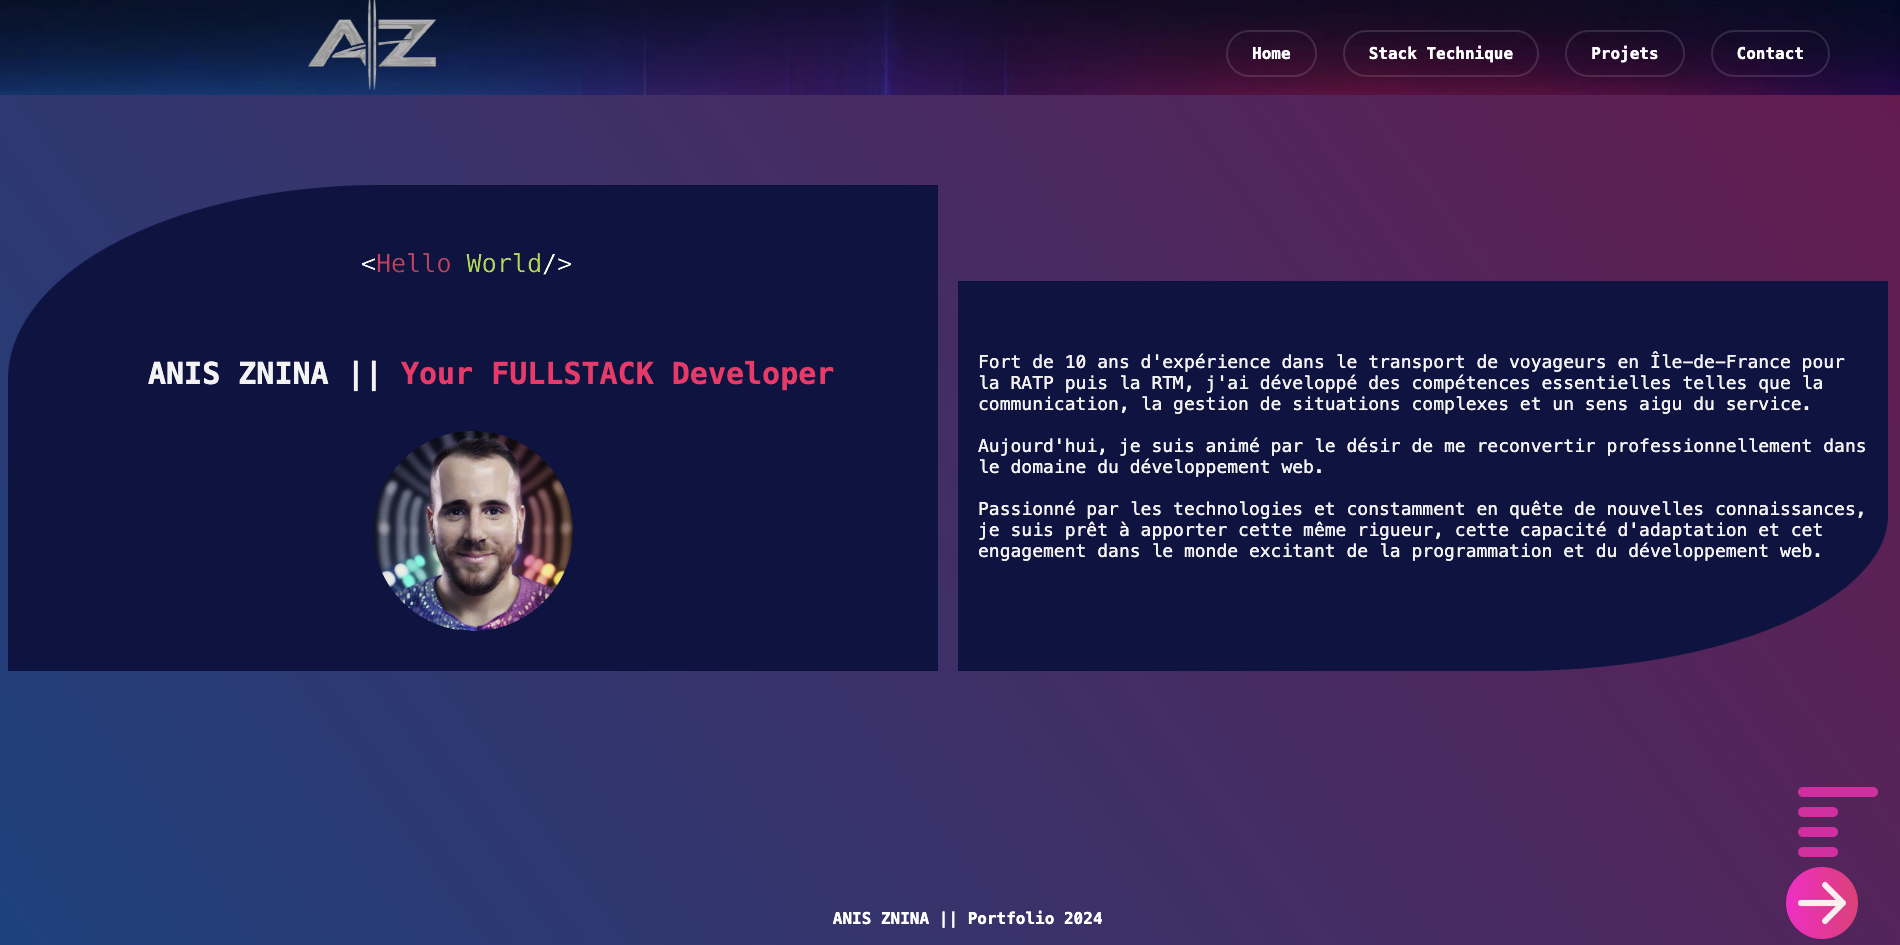 AZ
Home
Stack Technique
Projets
Contact
<Hello World/>
ANIS ZNINA || Your FULLSTACK Developer
Fort de 10 ans d'expérience dans le transport de voyageurs en Île-de-France pour
la RATP puis la RTM, j'ai développé des compétences essentielles telles que la
communication, la gestion de situations complexes et un sens aigu du service.
Aujourd'hui, je suis animé par le désir de me reconvertir professionnellement dans
le domaine du développement web.
Passionné par les technologies et constamment en quête de nouvelles connaissances,
je suis prêt à apporter cette même rigueur, cette capacité d'adaptation et cet
engagement dans le monde excitant de la programmation et du développement web.
ANIS ZNINA || Portfolio 2024